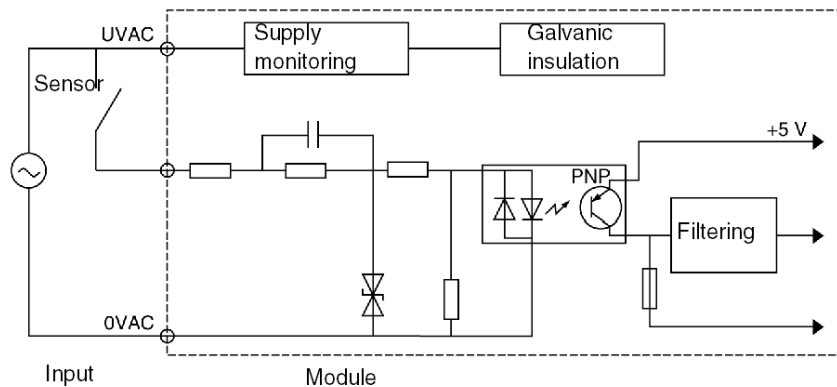 UVAC
Supply
monitoring
Galvanic
insulation
Sensor
+5 V
PNP
Filtering
0VAC
Input
Module